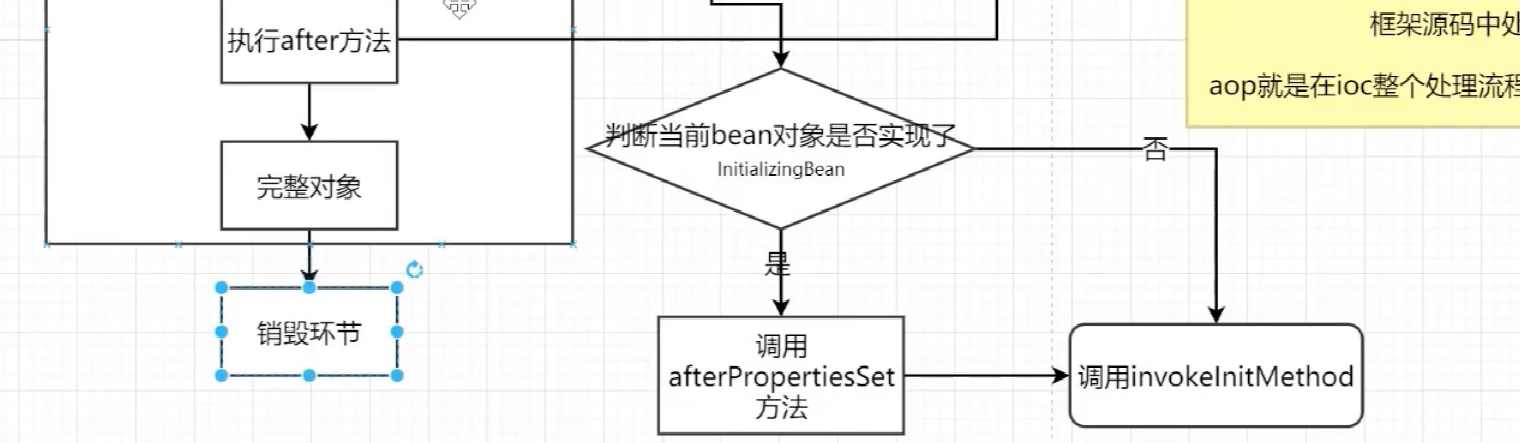 框架源码中处
执行after方法
aop就是在ioc整个处理流程
判断当前bean对象是否实现了
InitializingBean
否
完整对象
是
销毁环节
调用
afterPropertiesSet
方法
调用invokeInitMethod